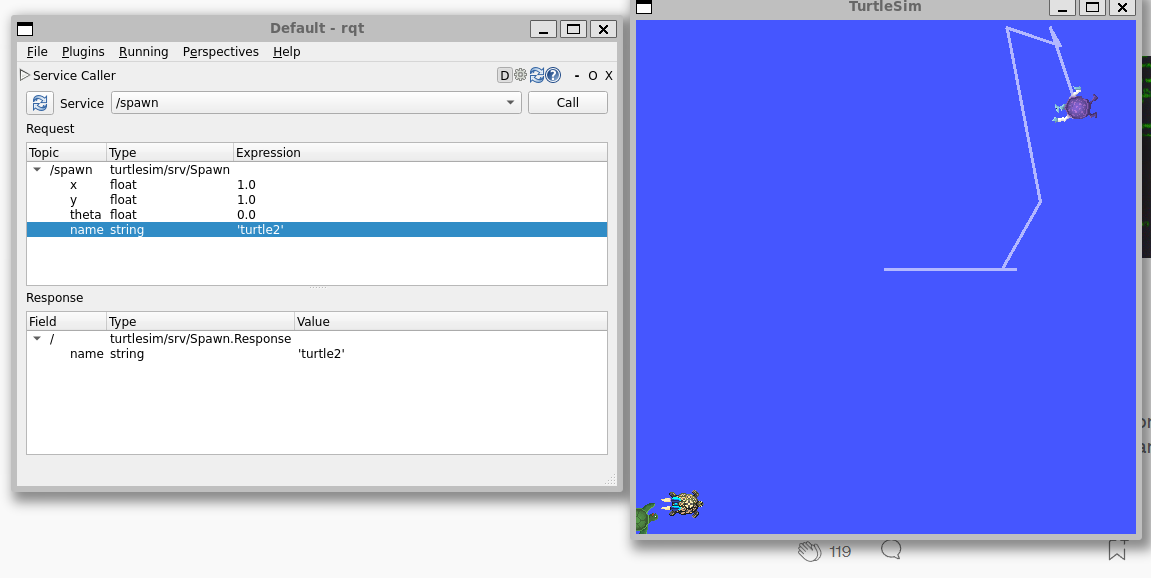 Default - rqt
File Plugins Running Perspectives Help
Service Caller
D - O X
Service /spawn Call
Request
Topic Type Expression
/spawn turtlesim/srv/Spawn
x float 1.0
y float 1.0
theta float 0.0
name string 'turtle2'
Response
Field Type Value
/ turtlesim/srv/Spawn.Response
name string 'turtle2'
TurtleSim
119